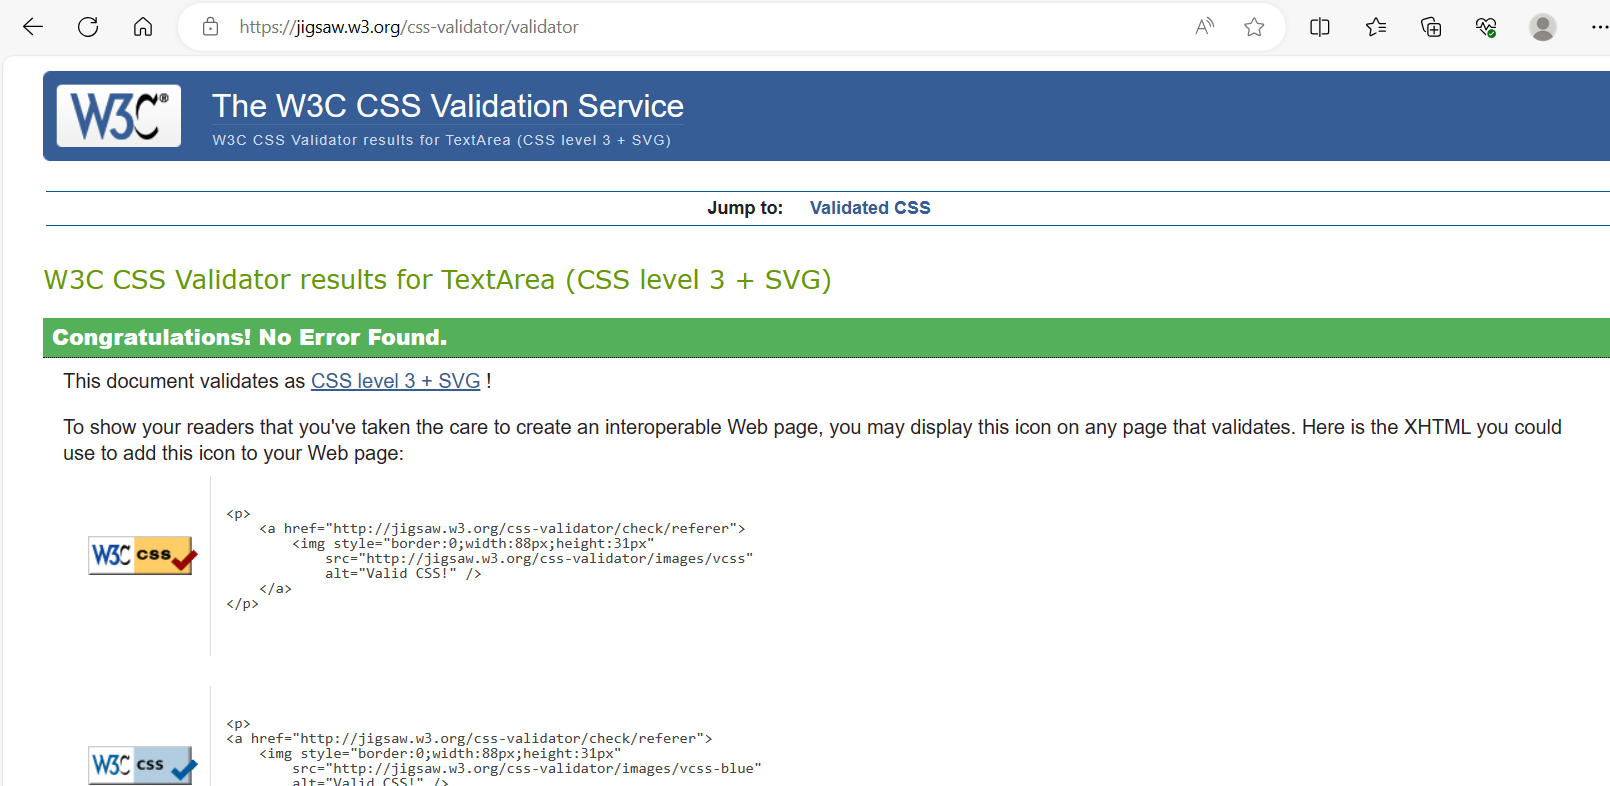 https://jigsaw.w3.org/css-validator/validator
W3C®
The W3C CSS Validation Service
W3C CSS Validator results for TextArea (CSS level 3 + SVG)
Jump to: Validated CSS
W3C CSS Validator results for TextArea (CSS level 3 + SVG)
Congratulations! No Error Found.
This document validates as CSS level 3 + SVG !
To show your readers that you've taken the care to create an interoperable Web page, you may display this icon on any page that validates. Here is the XHTML you could
use to add this icon to your Web page:
W3C css
<p>
<a href="http://jigsaw.w3.org/css-validator/check/referer">
<img style="border:0;width:88px;height:31px"
src="http://jigsaw.w3.org/css-validator/images/vcss"
alt="Valid CSS!" />
</a>
</p>
W3C css
<p>
<a href="http://jigsaw.w3.org/css-validator/check/referer">
<img style="border:0;width:88px;height:31px"
src="http://jigsaw.w3.org/css-validator/images/vcss-blue"
alt="Valid CSS!" />